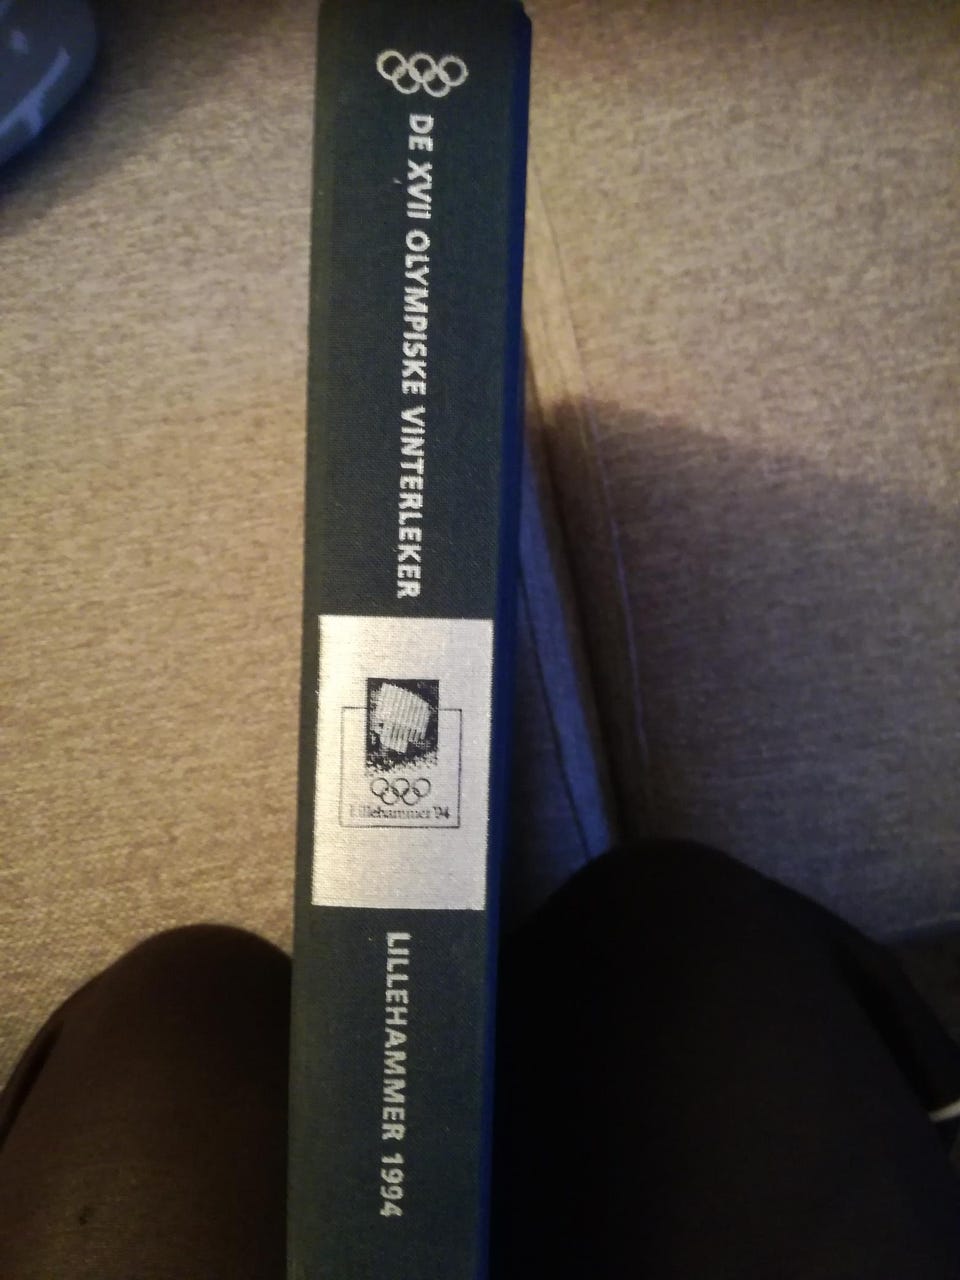 DE XVII OLYMPISKE VINTERLEKER
Lillehammer '94
LILLEHAMMER 1994